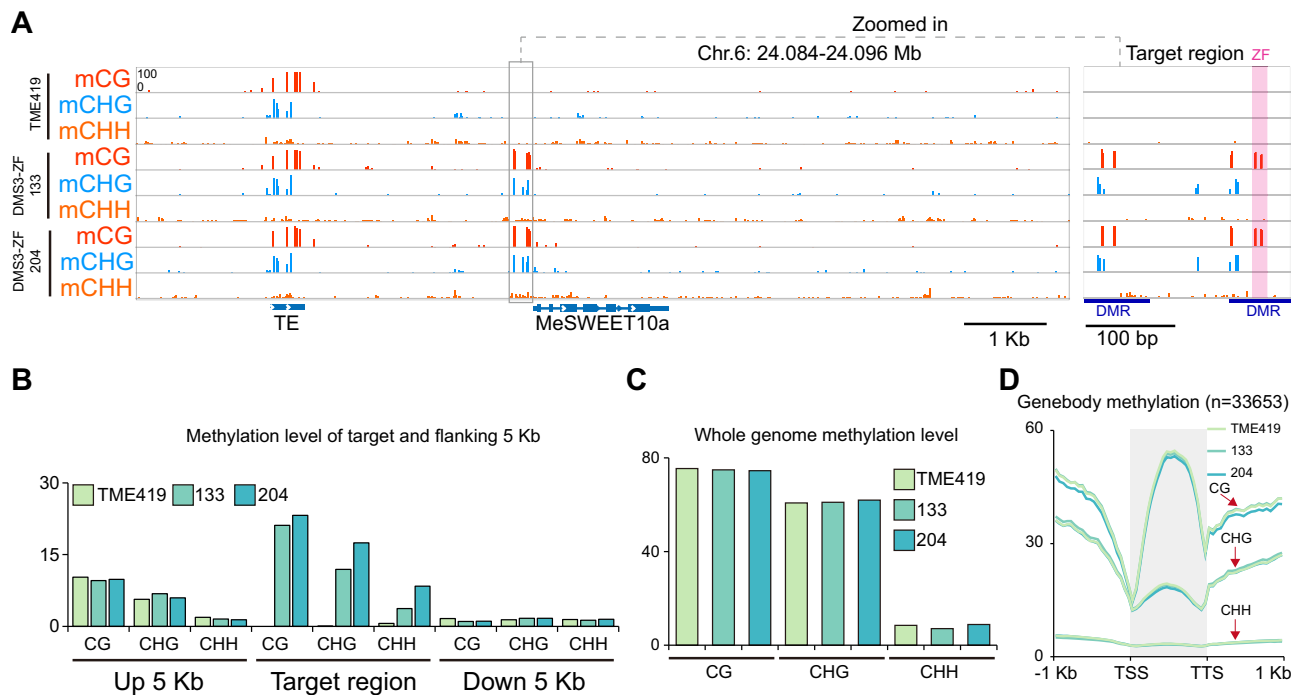 A
Zoomed in
Chr.6: 24.084-24.096 Mb
Target region ZF
TME419
mCG 100
0
mCHG
mCHH
DMS3-ZF
133
mCG
mCHG
mCHH
DMS3-ZF
204
mCG
mCHG
mCHH
TE
MeSWEET10a
1 Kb
DMR DMR
100 bp
B
Methylation level of target and flanking 5 Kb
30
15
0
TME419 133 204
CG CHG CHH CG CHG CHH CG CHG CHH
Up 5 Kb Target region Down 5 Kb
C
Whole genome methylation level
80
40
0
TME419
133
204
CG CHG CHH
D
Genebody methylation (n=33653)
60
30
0
TME419
133
204
CG
CHG
CHH
-1 Kb TSS TTS 1 Kb